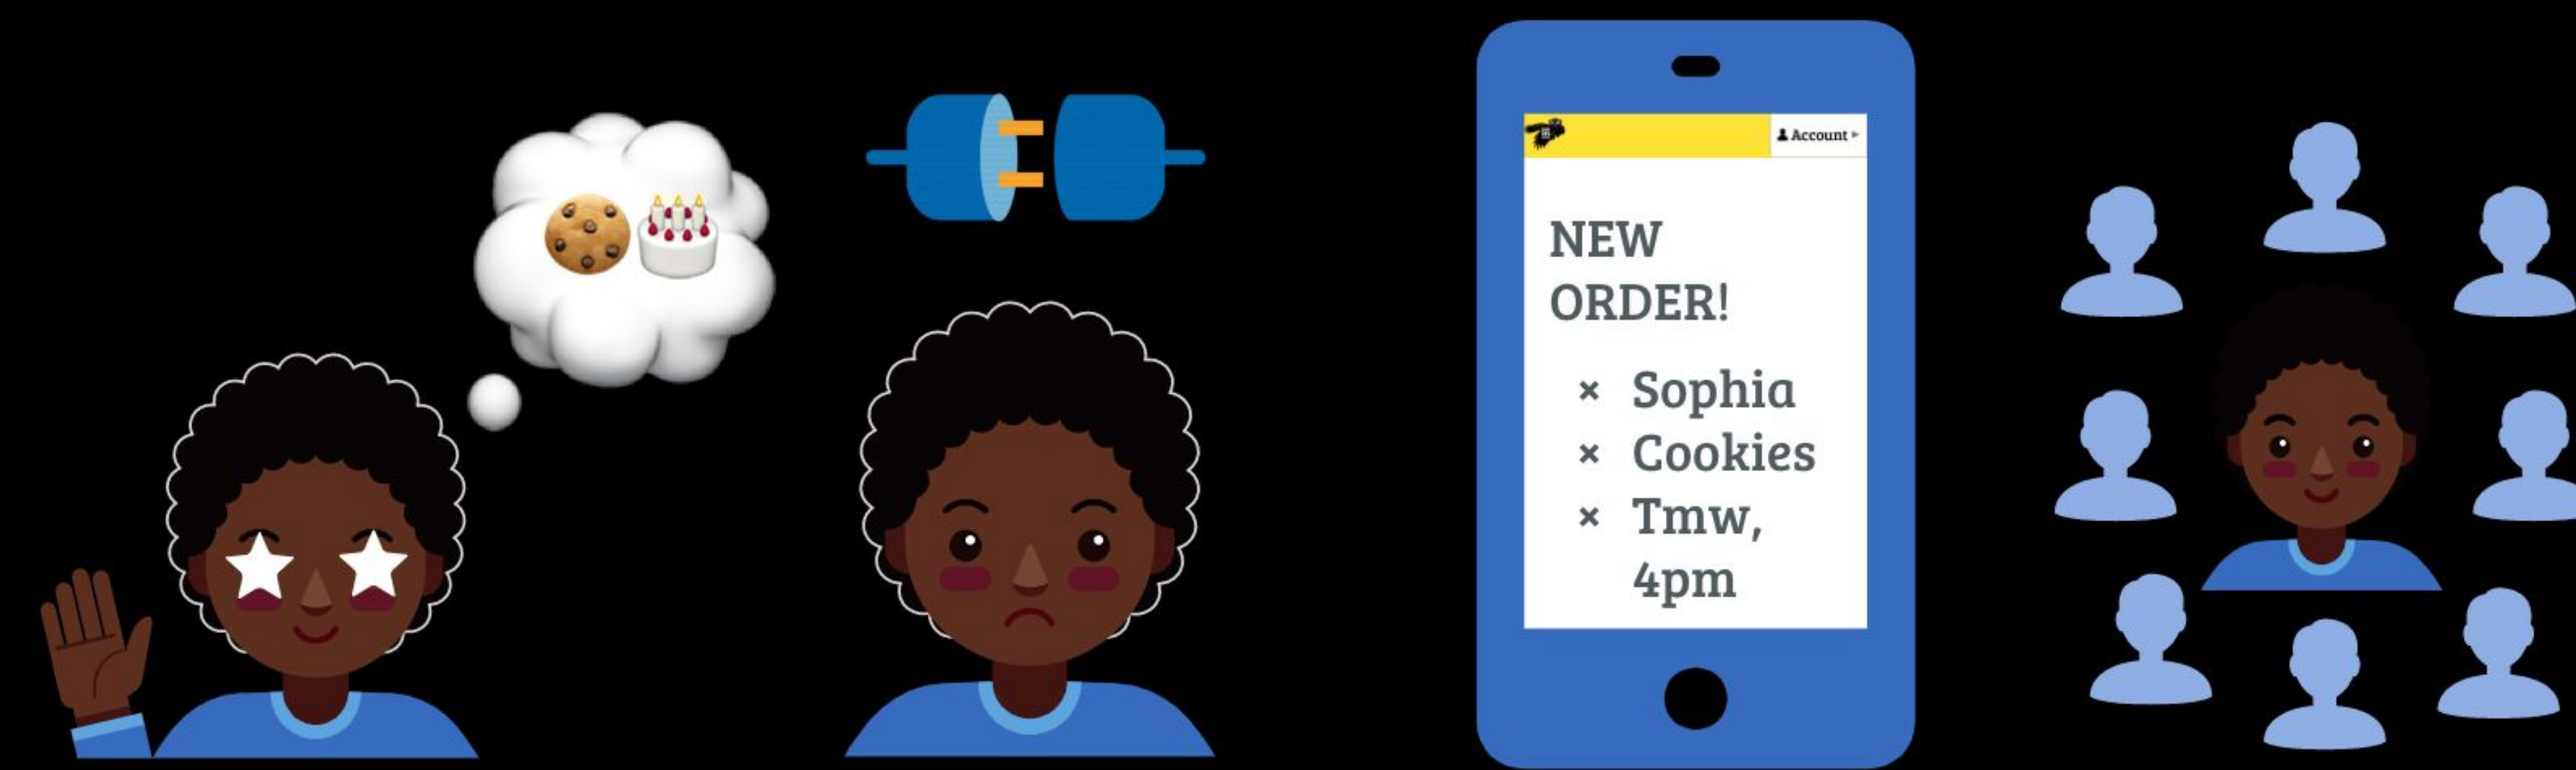 Account
NEW
ORDER!
× Sophia
× Cookies
× Tmw,
4pm